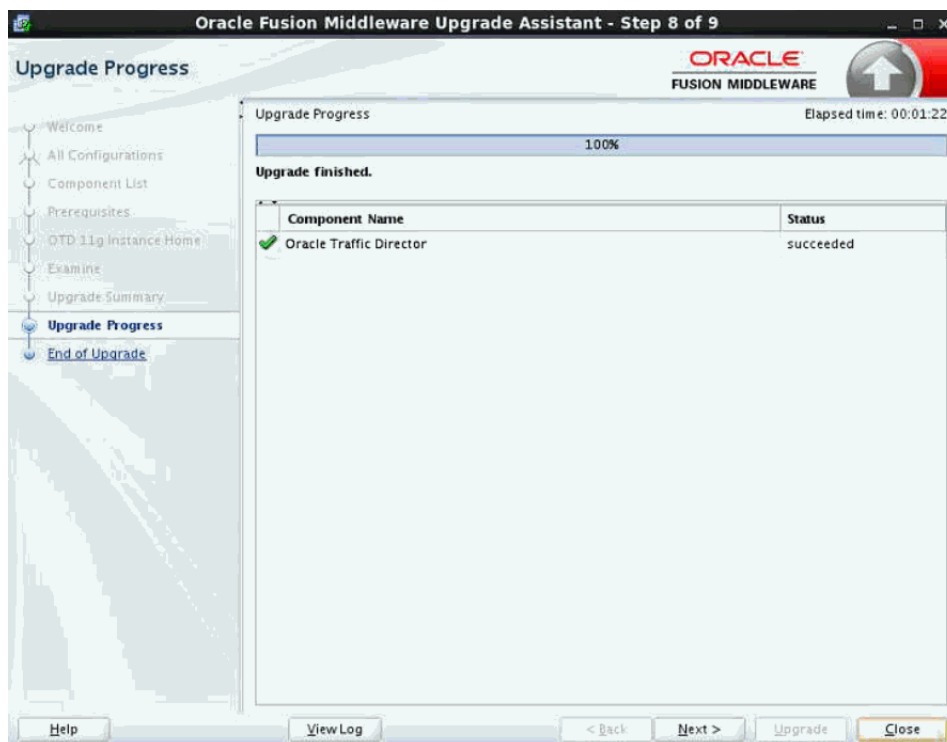 Oracle Fusion Middleware Upgrade Assistant - Step 8 of 9
Upgrade Progress
ORACLE
FUSION MIDDLEWARE
Welcome
All Configurations
Component List
Prerequisites
OTD 11g Instance Home
Examine
Upgrade Summary
Upgrade Progress
End of Upgrade
Upgrade Progress
Elapsed time: 00:01:22
100%
Upgrade finished.
Component Name Status
Oracle Traffic Director succeeded
Help View Log < Back Next > Upgrade Close